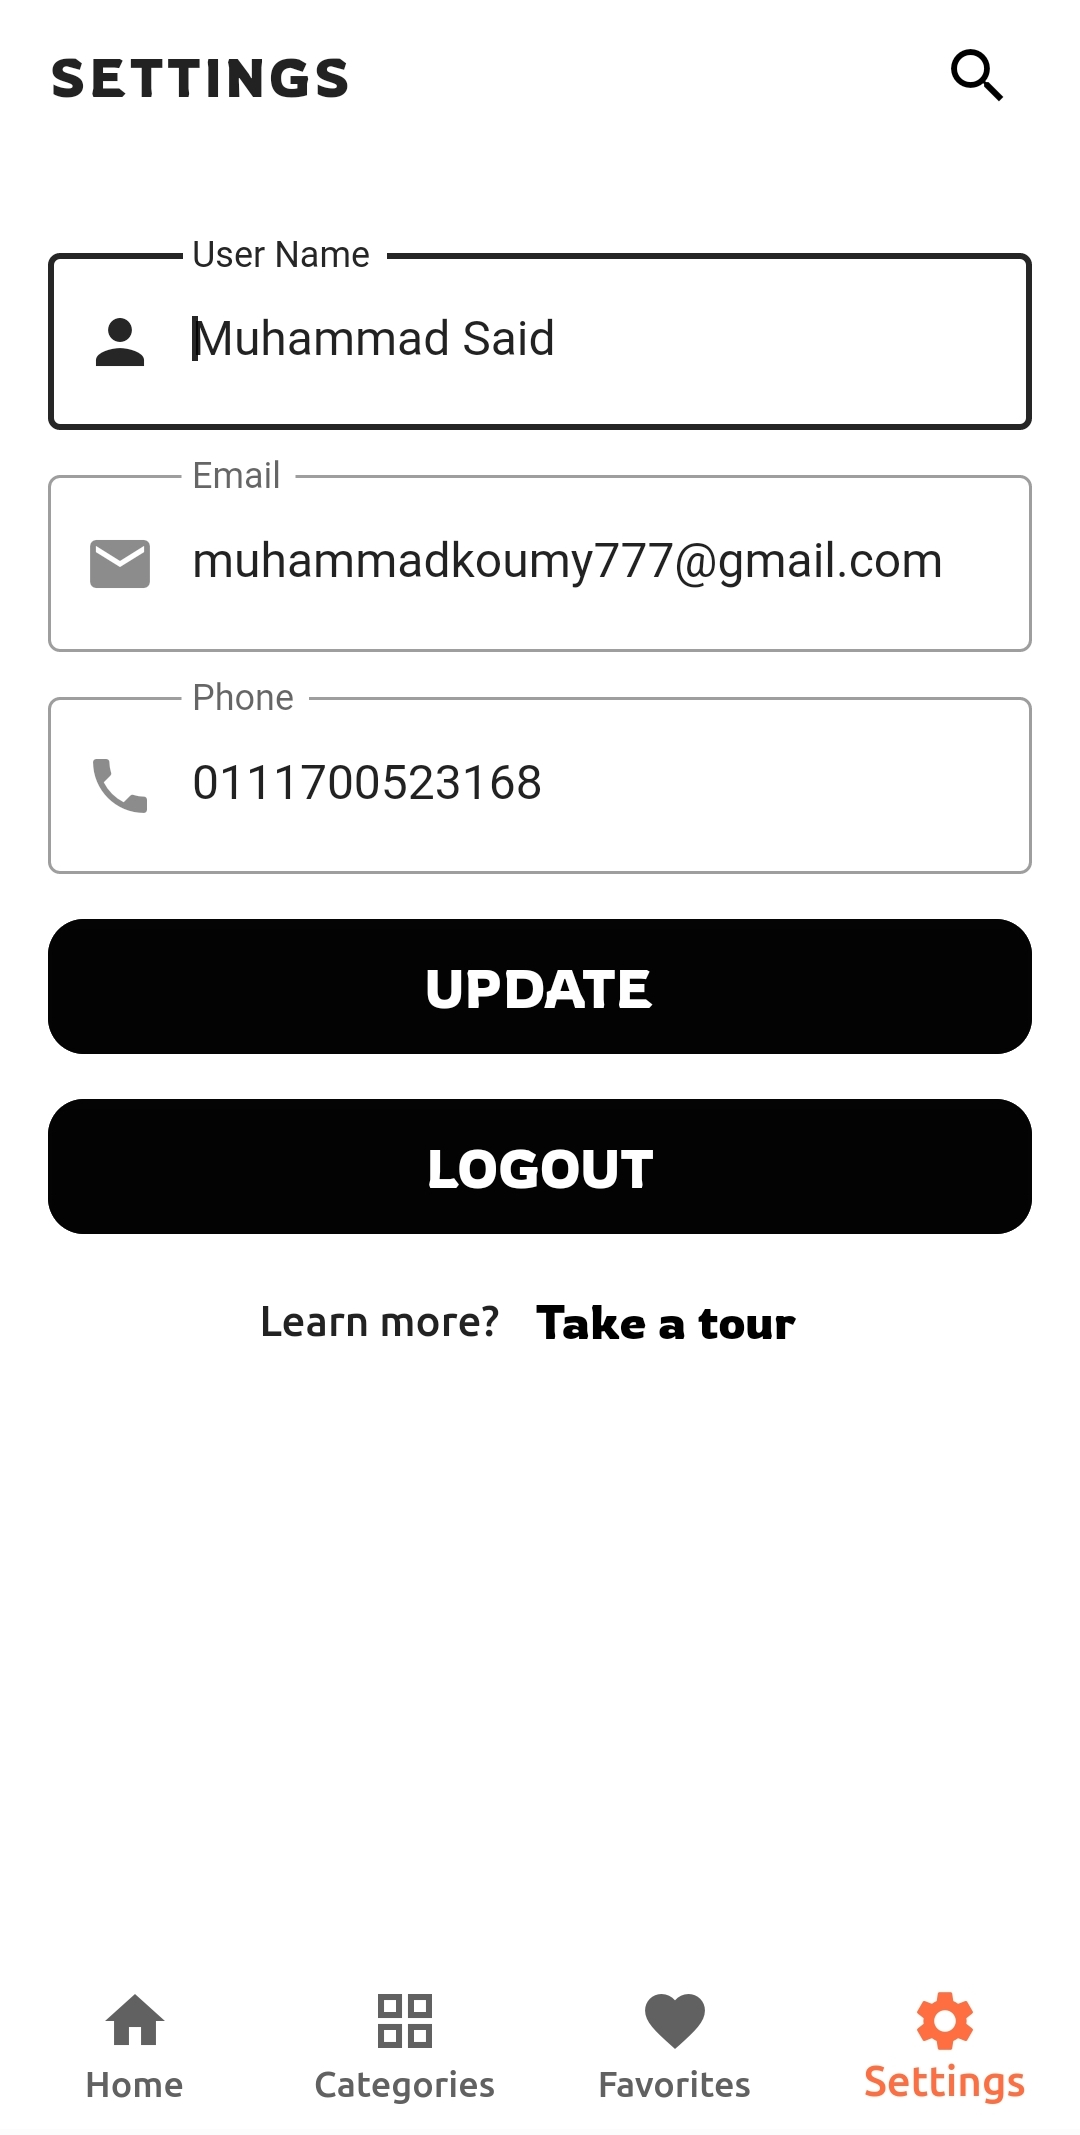 SETTINGS
User Name
Muhammad Said
Email
muhammadkoumy777@gmail.com
Phone
0111700523168
UPDATE
LOGOUT
Learn more? Take a tour
Home Categories Favorites Settings